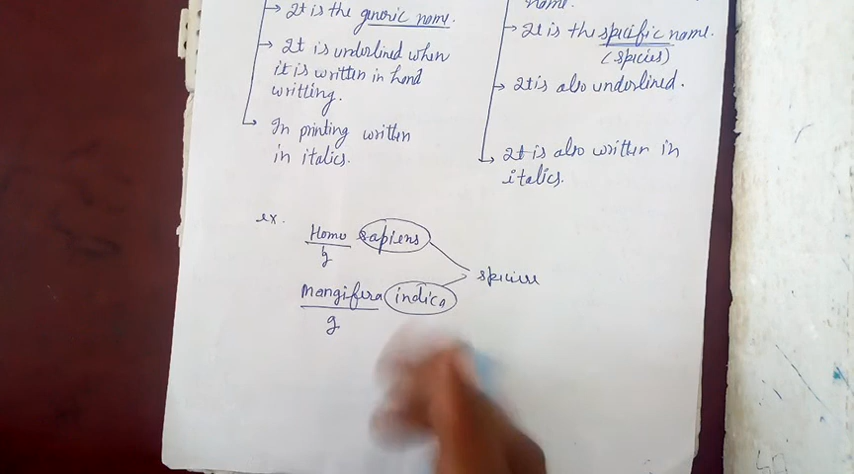 → It is the generic name.
→ It is underlined when
it is written in hand
writting.
→ In printing written
in italics.
name.
→ It is the specific name.
(species)
→ It is also underlined.
→ It is also written in
italics.
ex.
Homo sapiens
g
species
Mangifera indica
g